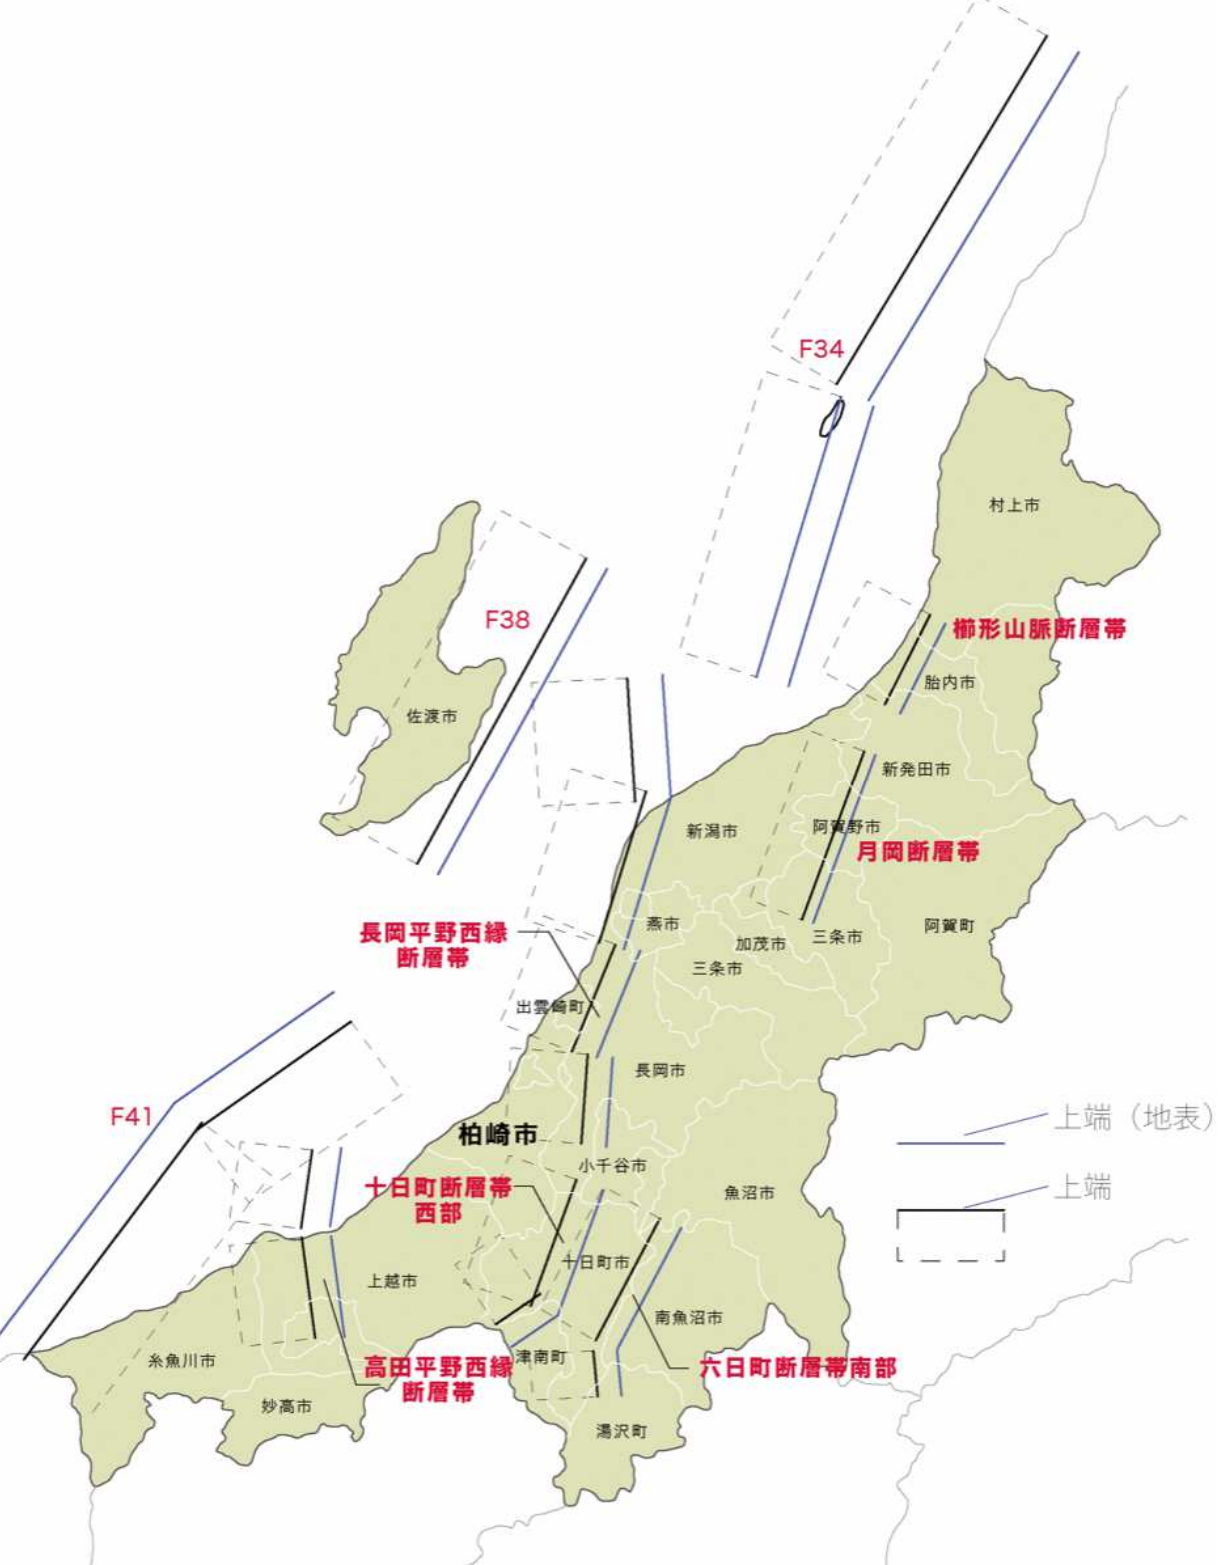 F34
村上市
櫛形山脈断層帯
F38
胎内市
佐渡市
新発田市
新潟市
阿賀野市
月岡断層帯
燕市
長岡平野西縁
断層帯
加茂市
三条市
阿賀町
三条市
出雲崎町
長岡市
F41
上端（地表）
柏崎市
小千谷市
上端
十日町断層帯
西部
魚沼市
十日町市
上越市
南魚沼市
糸魚川市
津南町
高田平野西縁
断層帯
六日町断層帯南部
妙高市
湯沢町